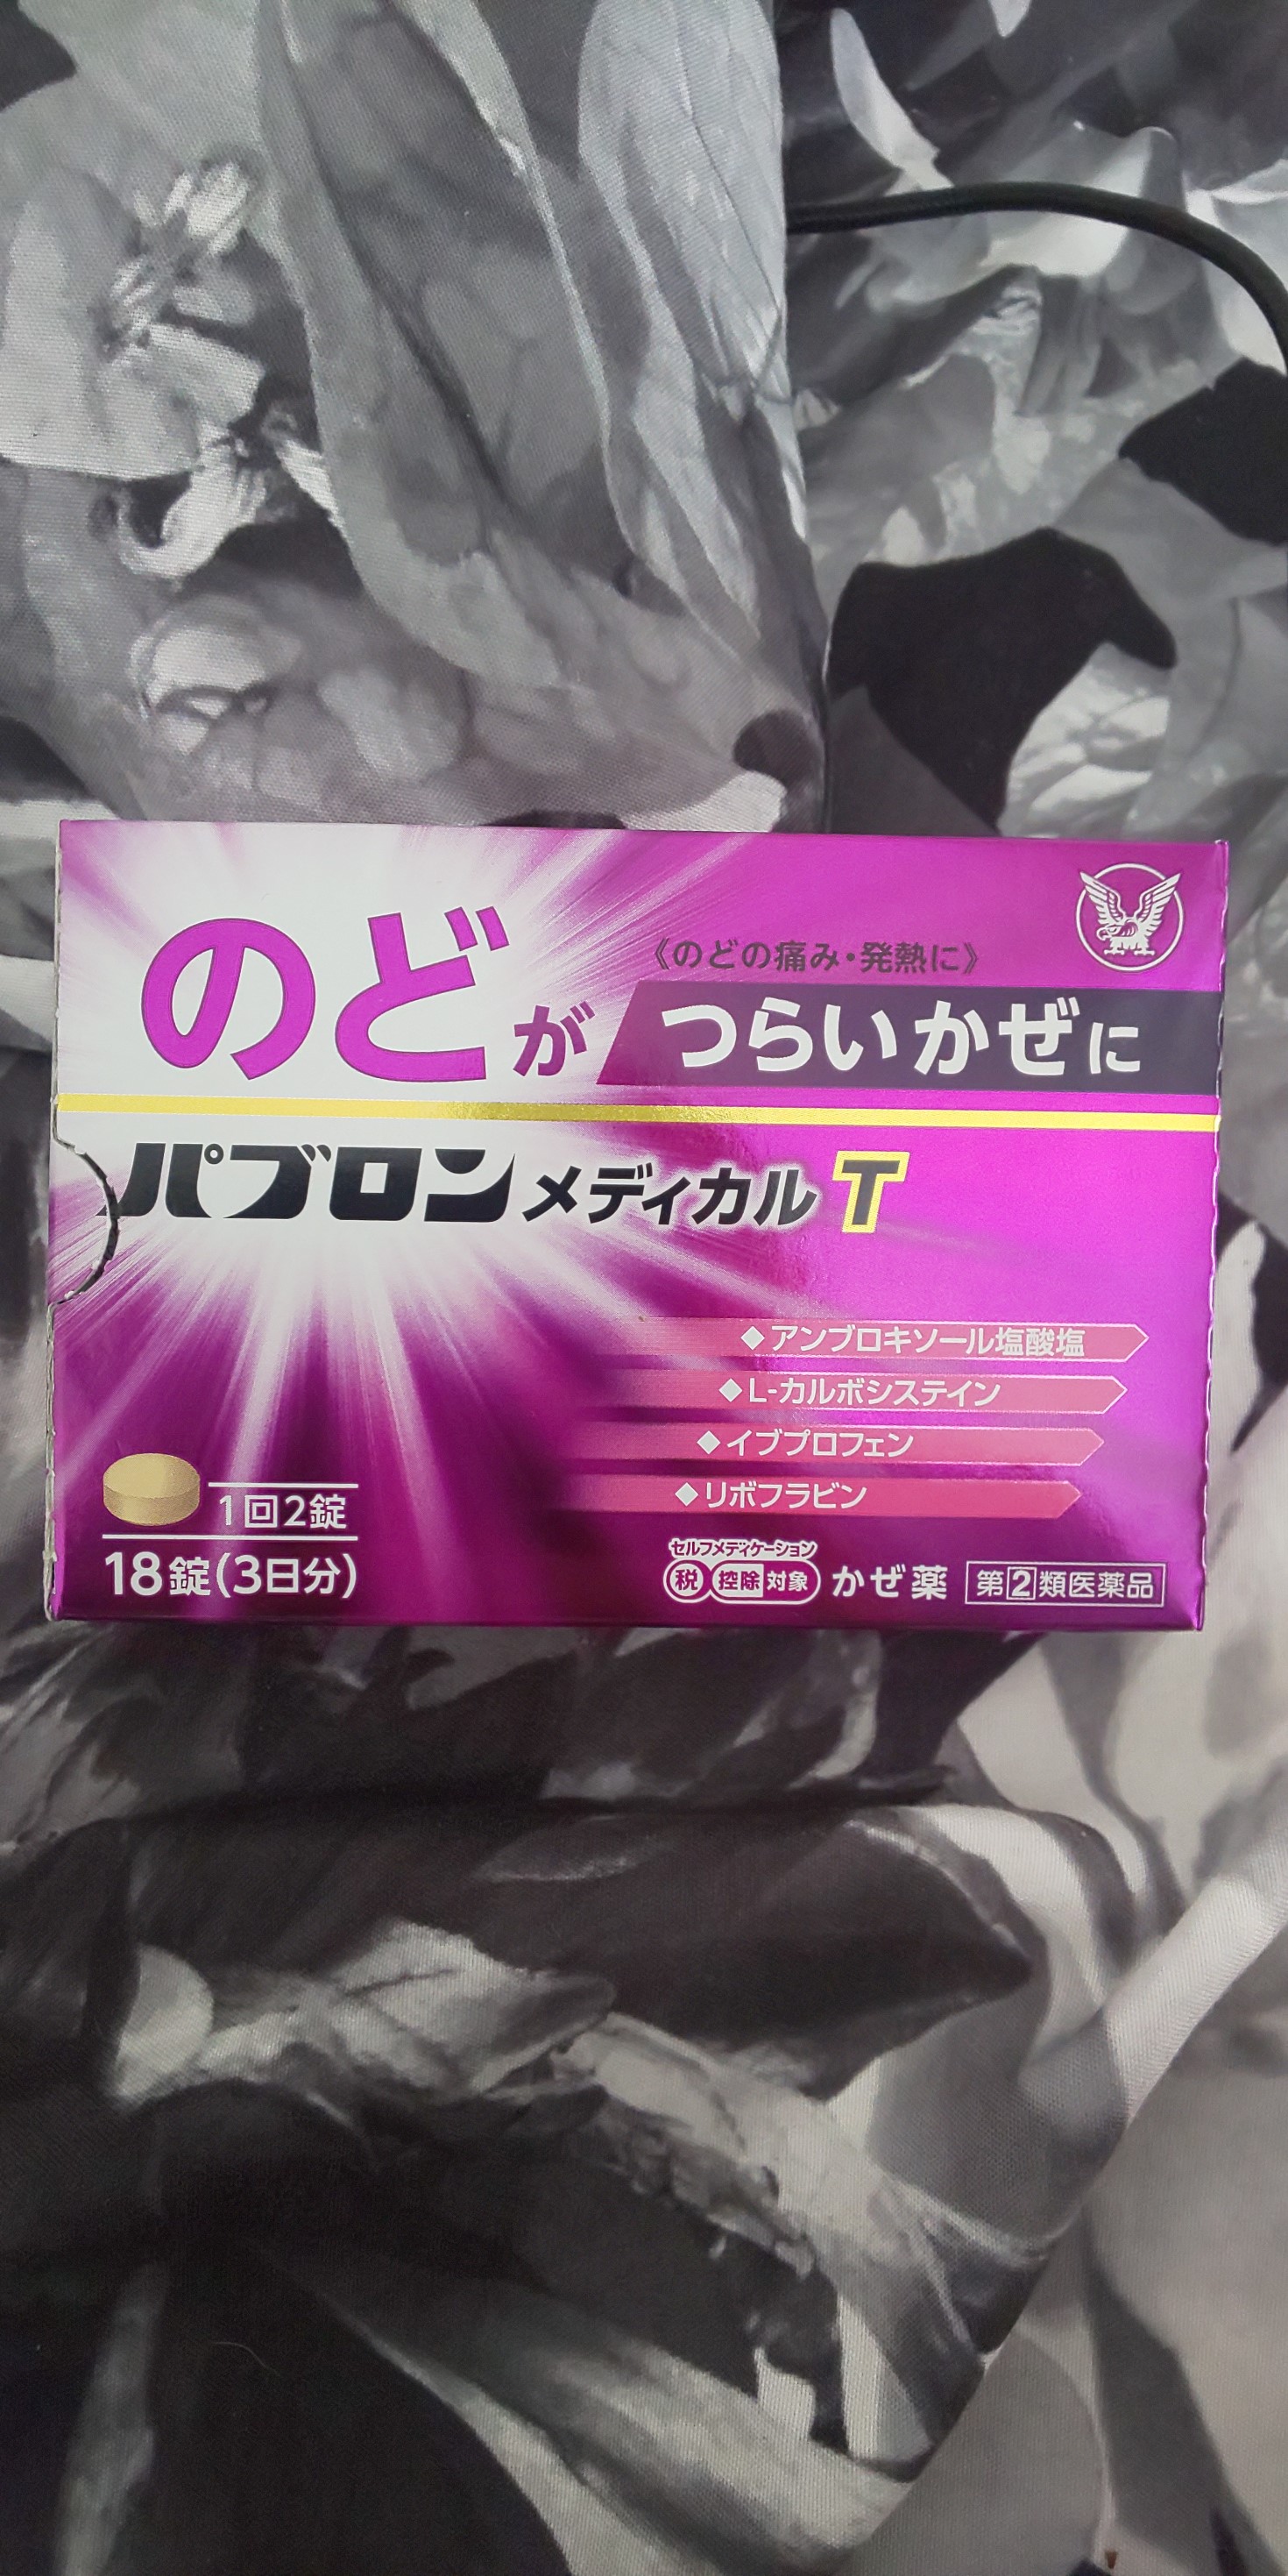 《のどの痛み・発熱に》
のどがつらいかぜに
パブロンメディカルT
◆アンブロキソール塩酸塩
◆L-カルボシステイン
◆イブプロフェン
◆リボフラビン
1回2錠
18錠(3日分)
セルフメディケーション
税 控除 対象 かぜ薬 第②類医薬品